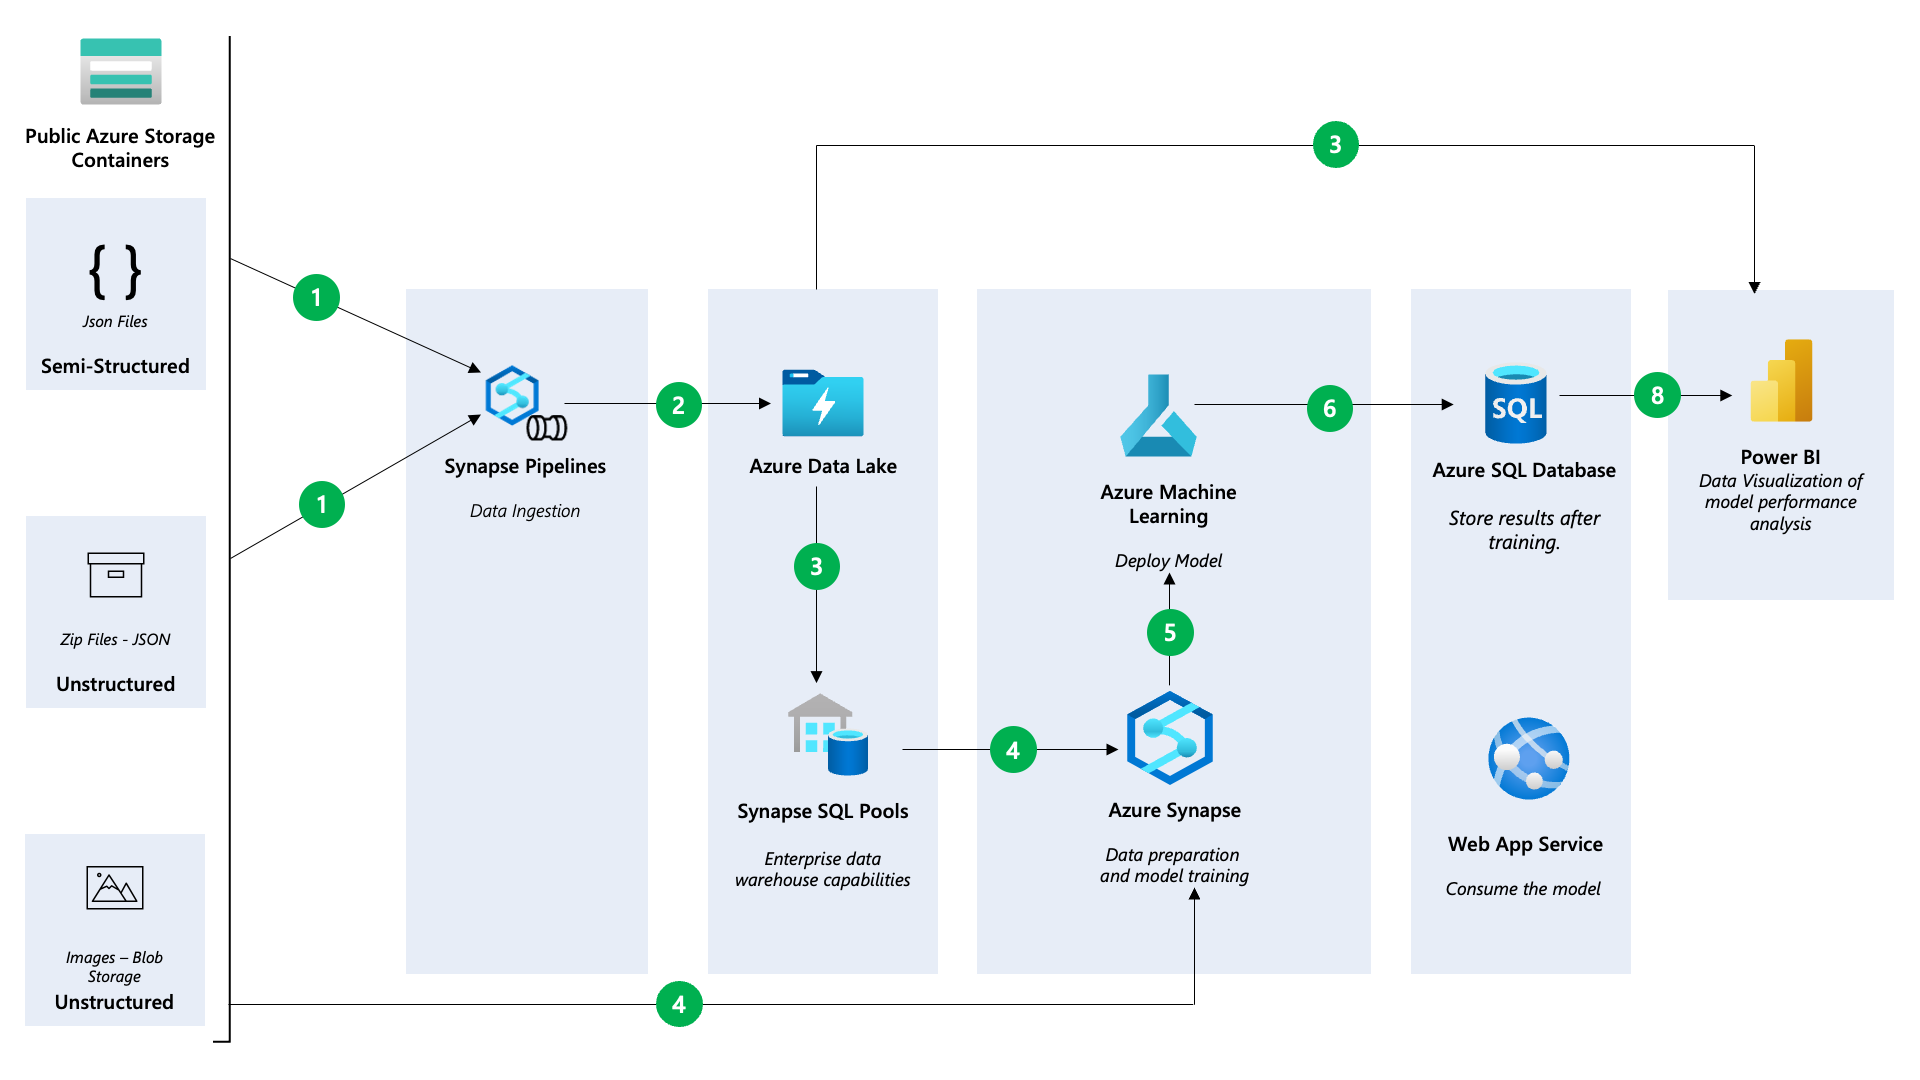 Public Azure Storage
Containers
{ }
Json Files
Semi-Structured
Zip Files - JSON
Unstructured
Images – Blob
Storage
Unstructured
1
1
Synapse Pipelines
Data Ingestion
2
Azure Data Lake
3
Synapse SQL Pools
Enterprise data
warehouse capabilities
3
4
4
Azure Machine
Learning
Deploy Model
5
Azure Synapse
Data preparation
and model training
6
SQL
Azure SQL Database
Store results after
training.
Web App Service
Consume the model
8
Power BI
Data Visualization of
model performance
analysis